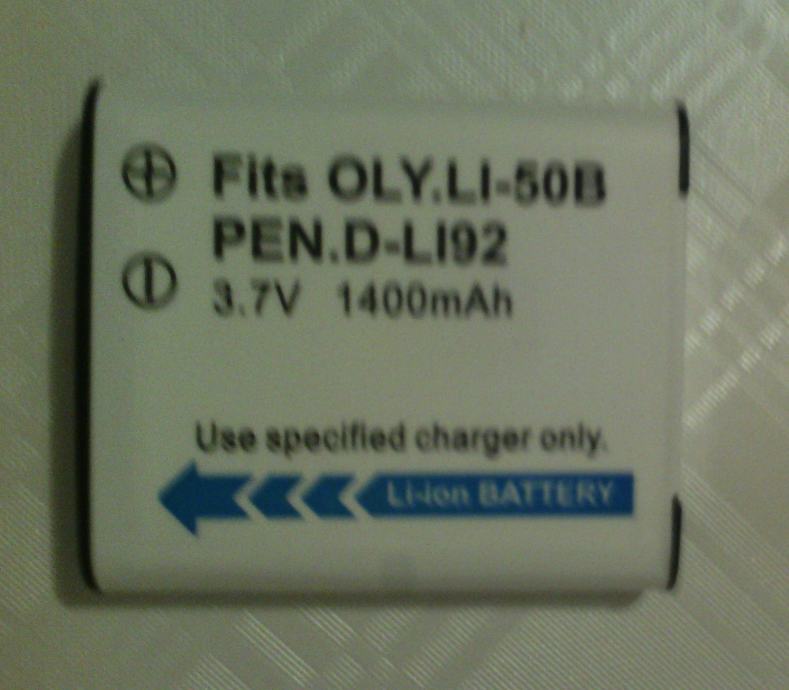 Fits OLY.LI-50B
PEN.D-LI92
3.7V 1400mAh
Use specified charger only.
Li-ion BATTERY